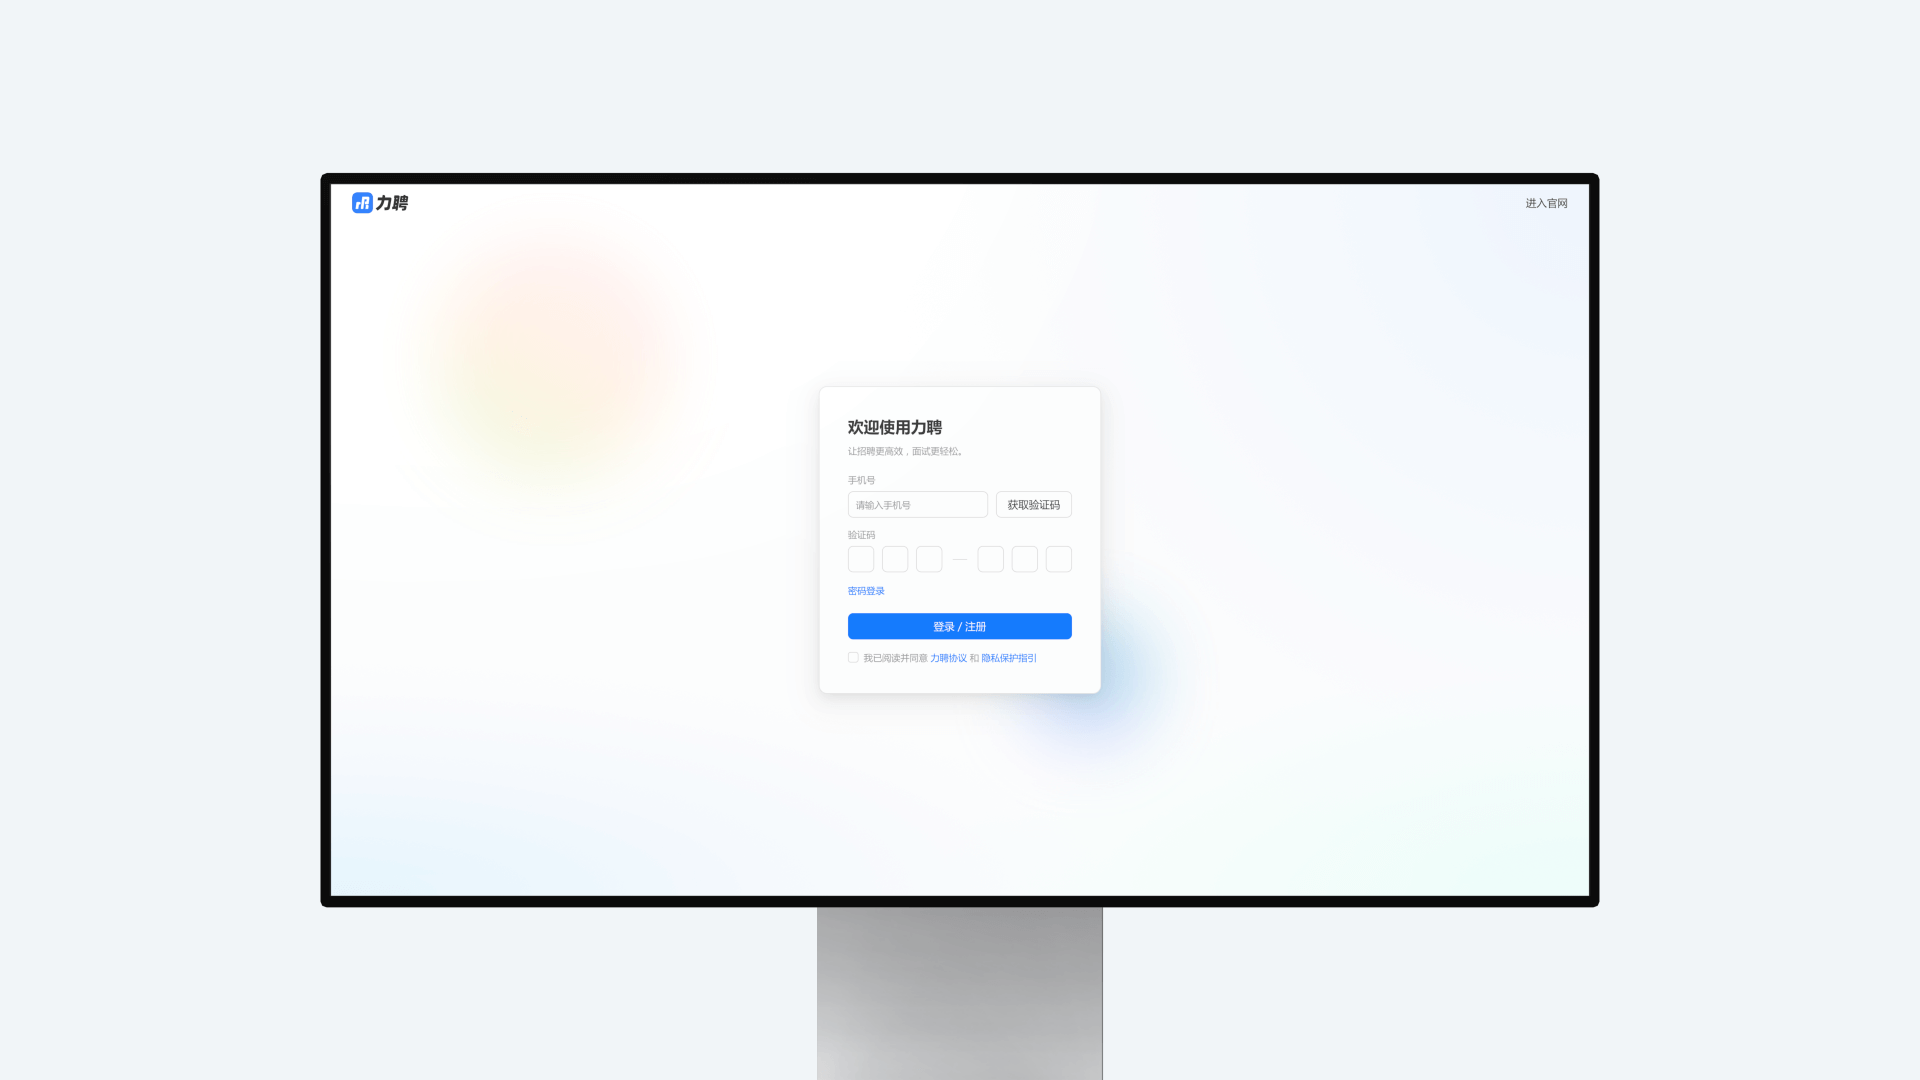 力聘
进入官网
欢迎使用力聘
让招聘更高效，面试更轻松。
手机号
请输入手机号
获取验证码
验证码
密码登录
登录 / 注册
我已阅读并同意 力聘协议 和 隐私保护指引